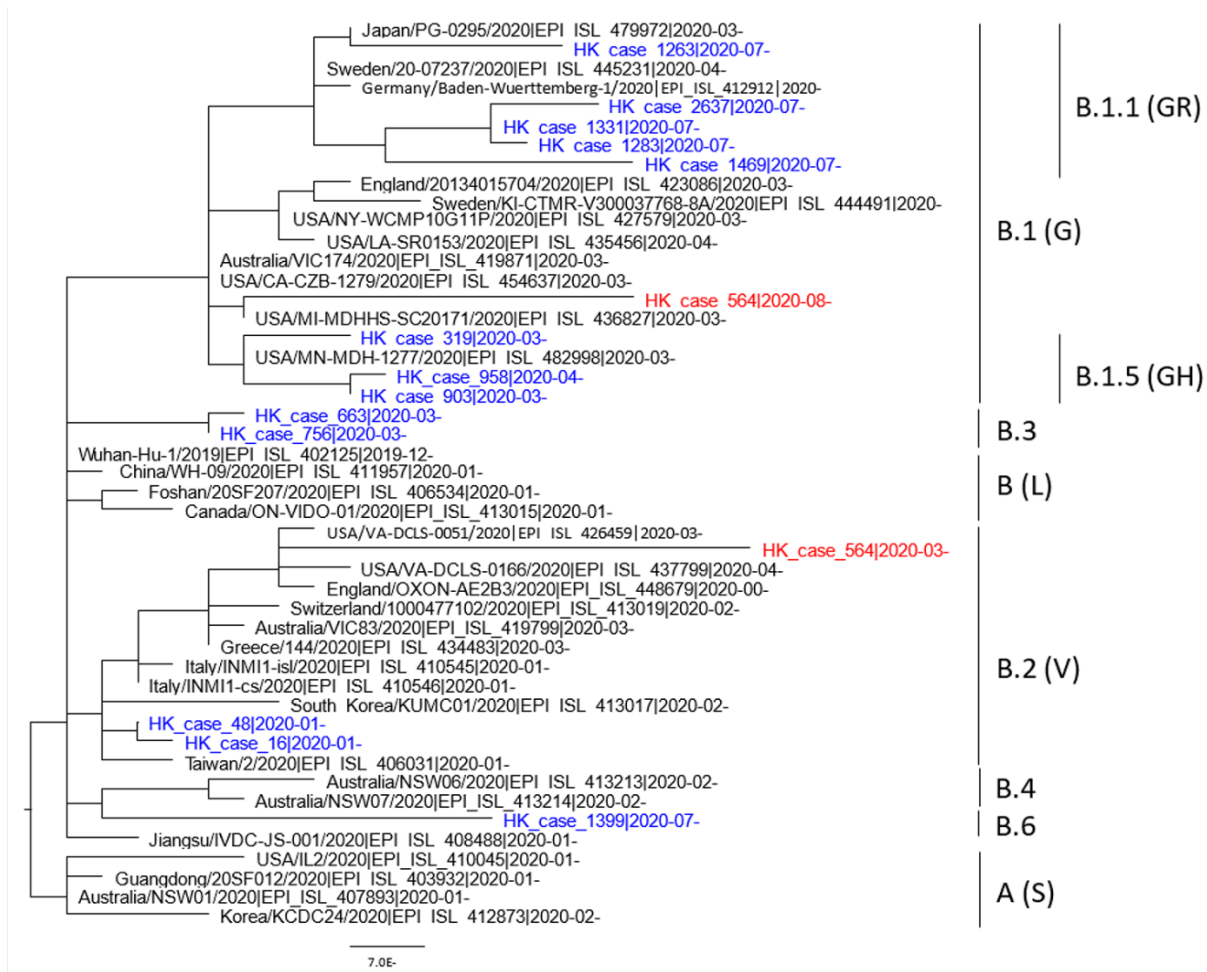 Japan/PG-0295/2020|EPI ISL 479972|2020-03-
HK case 1263|2020-07-
Sweden/20-07237/2020|EPI ISL 445231|2020-04-
Germany/Baden-Wuerttemberg-1/2020|EPI_ISL_412912|2020-
HK case 2637|2020-07-
B.1.1 (GR)
HK case 1331|2020-07-
HK case 1283|2020-07-
HK case 1469|2020-07-
England/20134015704/2020|EPI ISL 423086|2020-03-
Sweden/KI-CTMR-V300037768-8A/2020|EPI ISL 444491|2020-
USA/NY-WCMP10G11P/2020|EPI ISL 427579|2020-03-
B.1 (G)
USA/LA-SR0153/2020|EPI ISL 435456|2020-04-
Australia/VIC174/2020|EPI_ISL_419871|2020-03-
USA/CA-CZB-1279/2020|EPI ISL 454637|2020-03-
HK case 564|2020-08-
USA/MI-MDHHS-SC20171/2020|EPI ISL 436827|2020-03-
HK case 319|2020-03-
USA/MN-MDH-1277/2020|EPI ISL 482998|2020-03-
HK_case_958|2020-04-
B.1.5 (GH)
HK case 903|2020-03-
HK_case_663|2020-03-
HK_case_756|2020-03-
B.3
Wuhan-Hu-1/2019|EPI ISL 402125|2019-12-
China/WH-09/2020|EPI ISL 411957|2020-01-
B (L)
Foshan/20SF207/2020|EPI ISL 406534|2020-01-
Canada/ON-VIDO-01/2020|EPI_ISL_413015|2020-01-
USA/VA-DCLS-0051/2020|EPI ISL 426459|2020-03-
HK_case_564|2020-03-
USA/VA-DCLS-0166/2020|EPI ISL 437799|2020-04-
England/OXON-AE2B3/2020|EPI_ISL_448679|2020-00-
Switzerland/1000477102/2020|EPI_ISL_413019|2020-02-
Australia/VIC83/2020|EPI_ISL_419799|2020-03-
Greece/144/2020|EPI ISL 434483|2020-03-
Italy/INMI1-isl/2020|EPI ISL 410545|2020-01-
B.2 (V)
Italy/INMI1-cs/2020|EPI ISL 410546|2020-01-
South Korea/KUMC01/2020|EPI ISL 413017|2020-02-
HK_case_48|2020-01-
HK_case_16|2020-01-
Taiwan/2/2020|EPI ISL 406031|2020-01-
Australia/NSW06/2020|EPI ISL 413213|2020-02-
B.4
Australia/NSW07/2020|EPI_ISL_413214|2020-02-
HK_case_1399|2020-07-
B.6
Jiangsu/IVDC-JS-001/2020|EPI ISL 408488|2020-01-
USA/IL2/2020|EPI_ISL_410045|2020-01-
Guangdong/20SF012/2020|EPI ISL 403932|2020-01-
A (S)
Australia/NSW01/2020|EPI_ISL_407893|2020-01-
Korea/KCDC24/2020|EPI ISL 412873|2020-02-
7.0E-